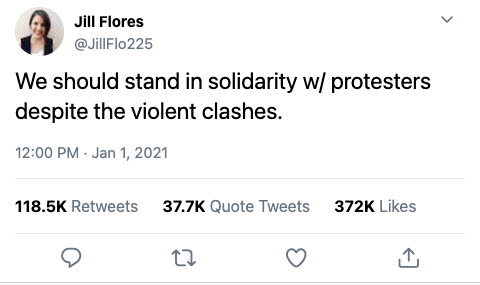 Jill Flores
@JillFlo225
We should stand in solidarity w/ protesters
despite the violent clashes.
12:00 PM · Jan 1, 2021
118.5K Retweets 37.7K Quote Tweets 372K Likes